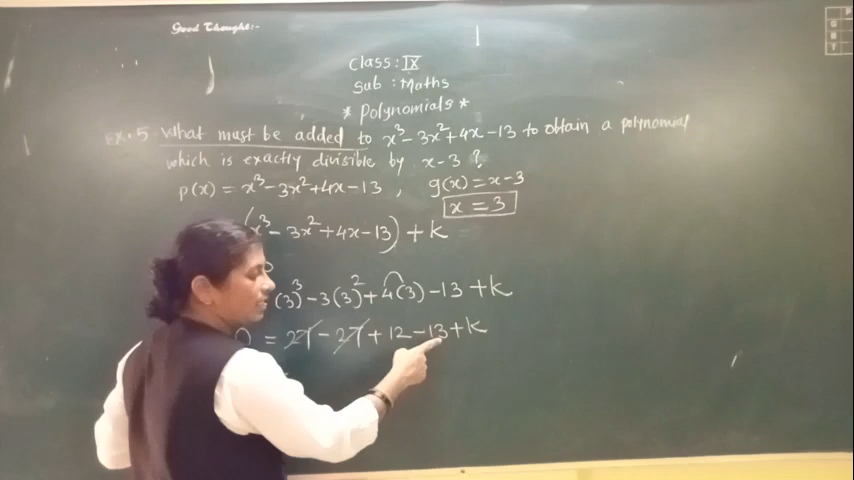 Good Thought:-
P
G
B
T
Class: IX
Sub : Maths
* Polynomials *
Ex.5 What must be added to x³-3x²+4x-13 to obtain a polynomial
which is exactly divisible by x-3 ?
p(x) = x³-3x²+4x-13 , g(x) = x-3
x = 3
(x³-3x²+4x-13) + k
(3)³-3(3)²+4(3)-13+k
0 = 27-27+12-13+k